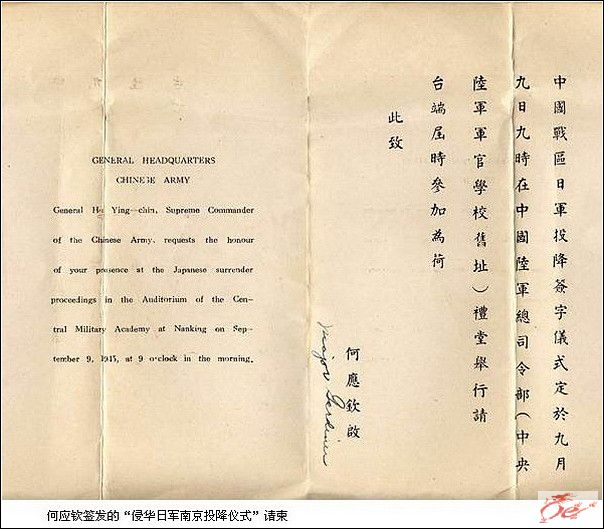 中國戰區日軍投降簽字儀式定於九月
九日九時在中國陸軍總司令部（中央
陸軍軍官學校舊址）禮堂舉行請
台端屆時參加為荷
此致
何應欽啟
Major Gardiner
GENERAL HEADQUARTERS
CHINESE ARMY
General Ho Ying-chin, Supreme Commander
of the Chinese Army, requests the honour
of your presence at the Japanese surrender
proceedings in the Auditorium of the Cen-
tral Military Academy at Nanking on Sep-
tember 9, 1945, at 9 o'clock in the morning.
何应钦签发的“侵华日军南京投降仪式”请柬